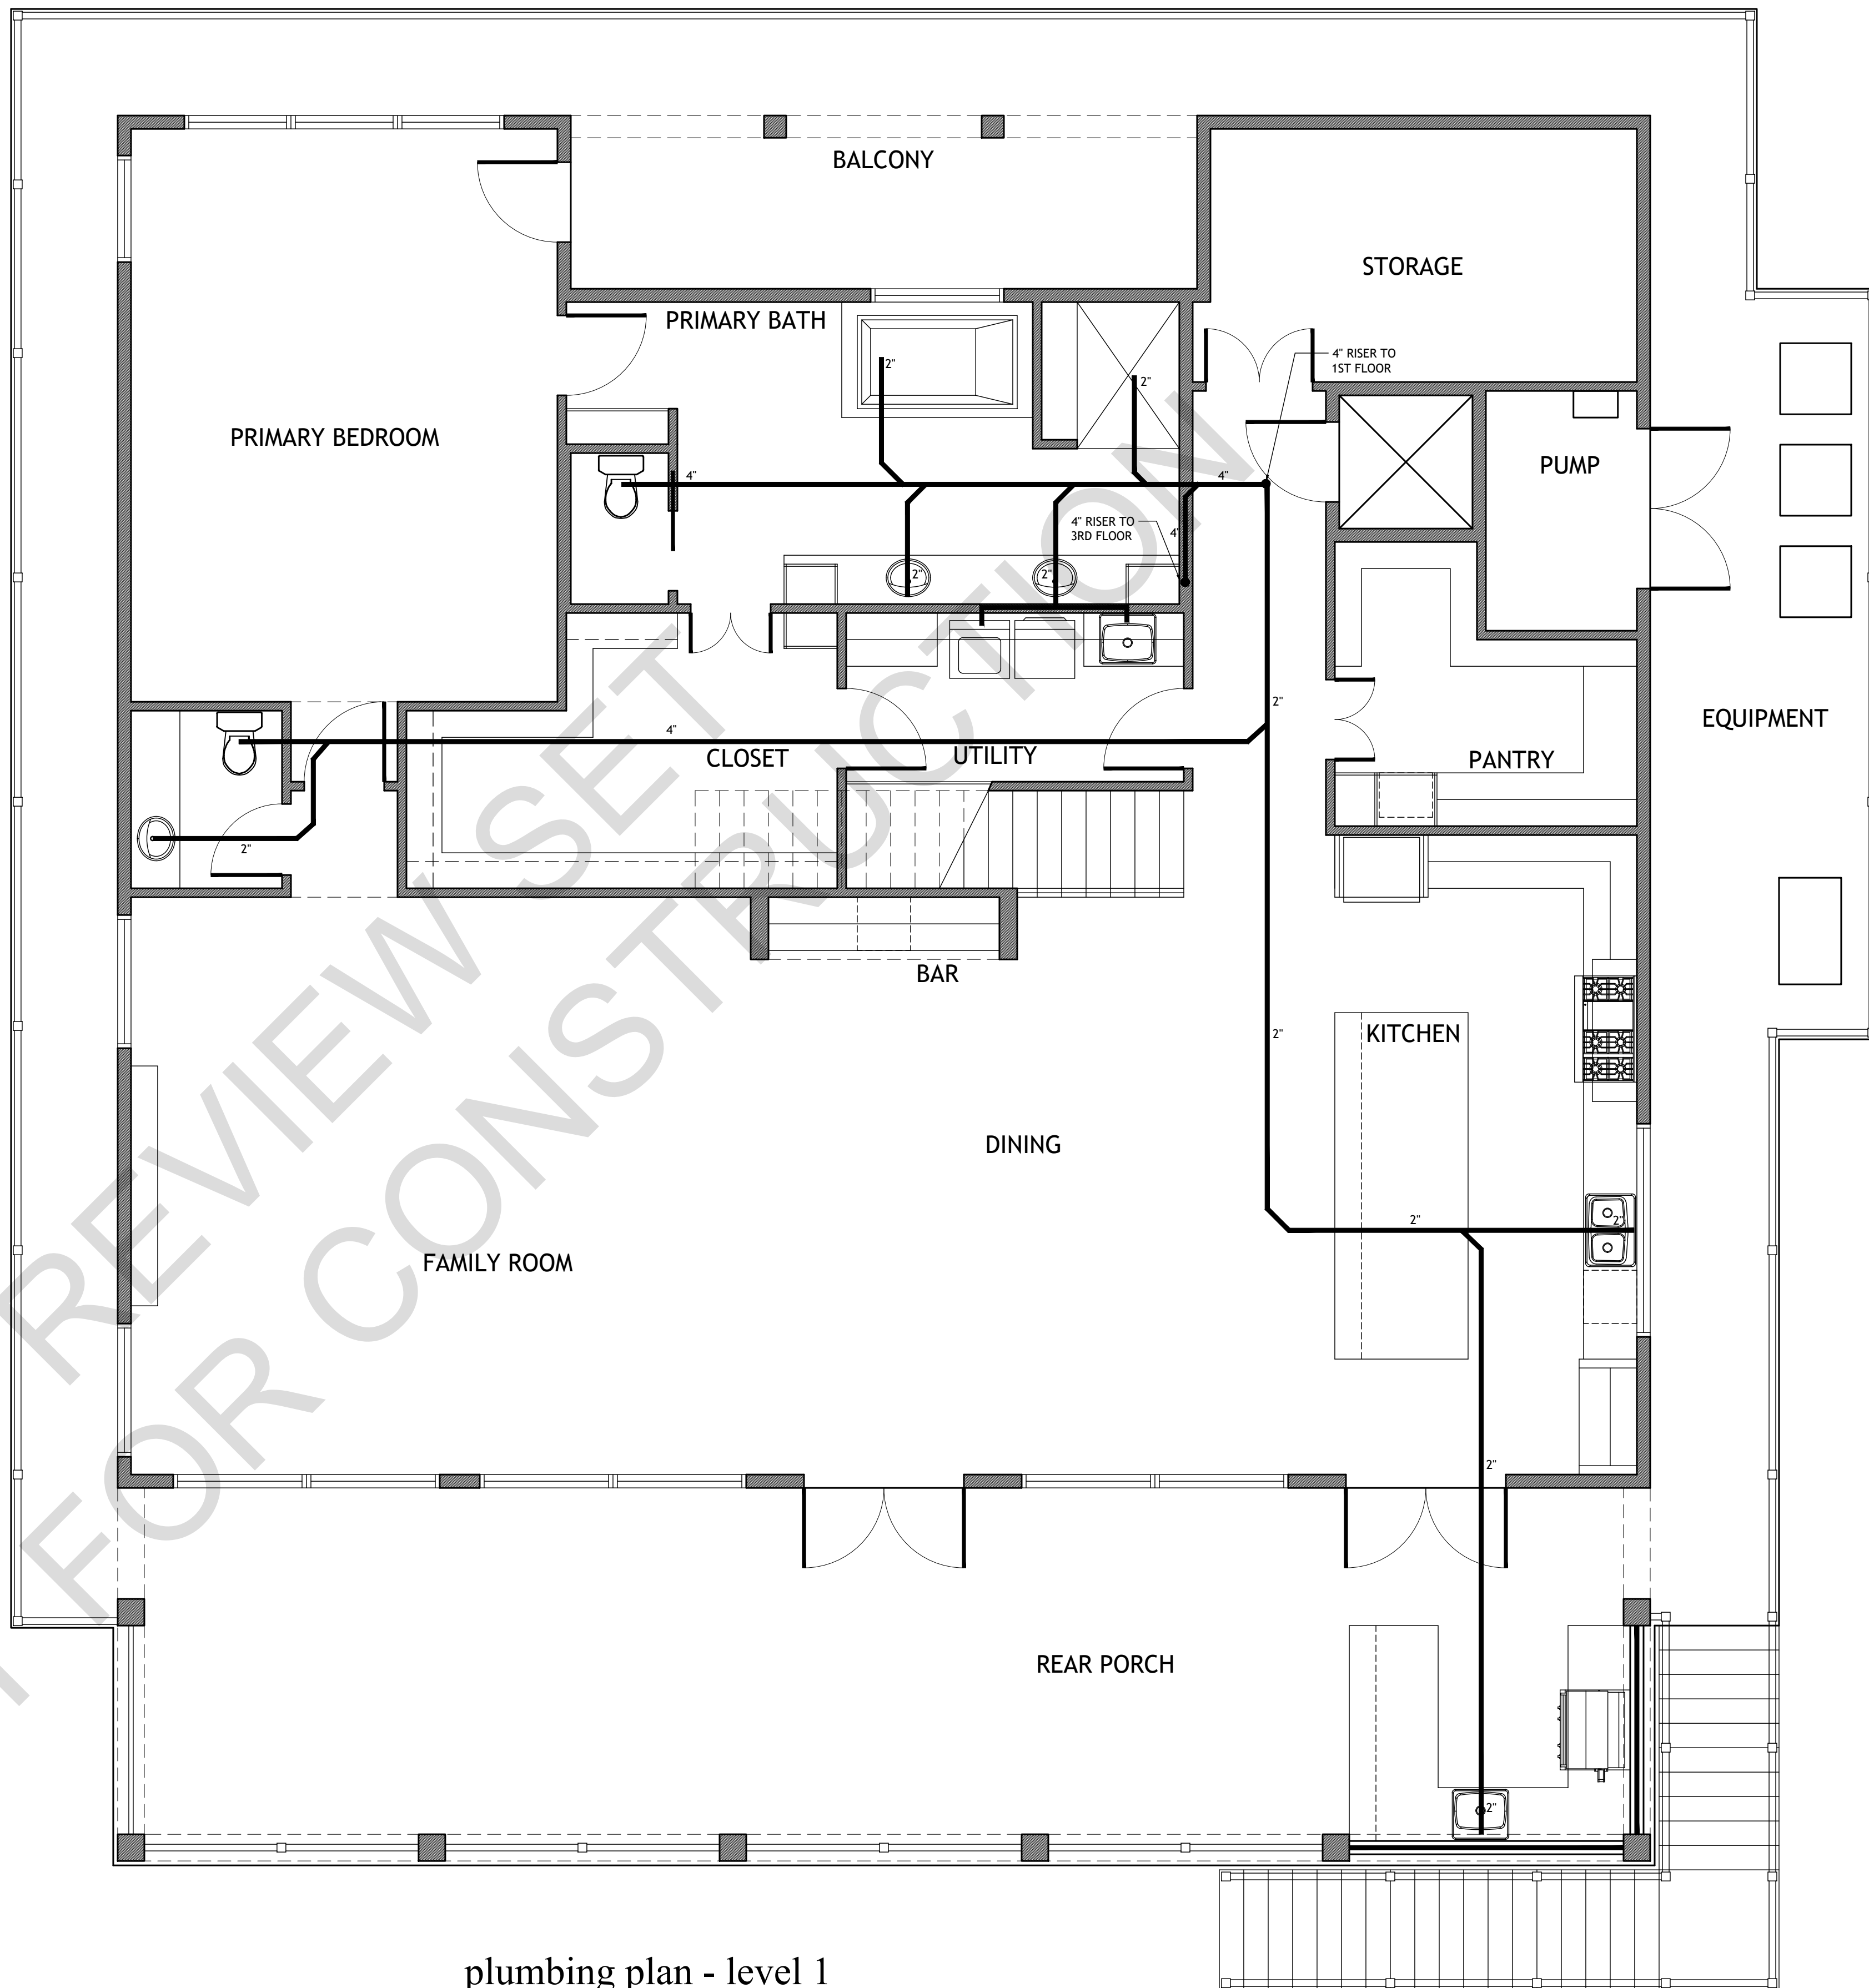 BALCONY
STORAGE
PRIMARY BATH
4" RISER TO
1ST FLOOR
2"
2"
PRIMARY BEDROOM
PUMP
4"
4"
4" RISER TO
3RD FLOOR
4"
2"
2"
2"
EQUIPMENT
4"
CLOSET
UTILITY
PANTRY
2"
BAR
2"
KITCHEN
DINING
2"
2"
FAMILY ROOM
2"
REAR PORCH
2"
REVIEW SET
FOR CONSTRUCTION
plumbing plan - level 1